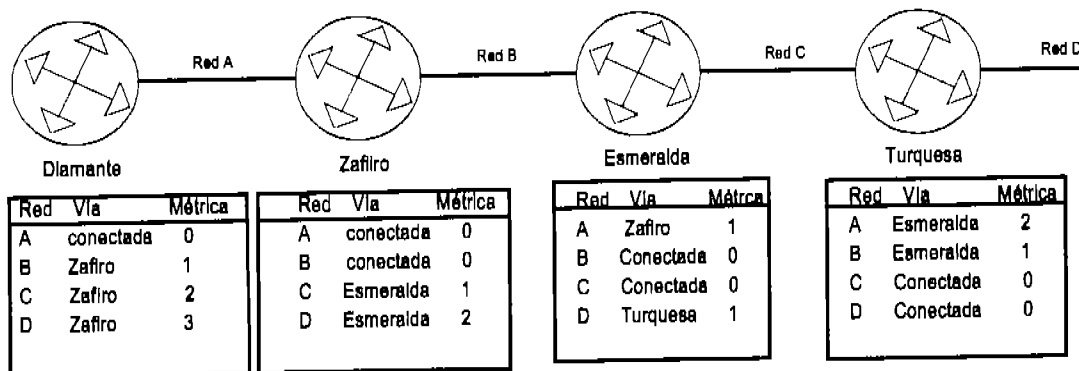 Red A
Red B
Red C
Red D
Diamante
Zafiiro
Esmeralda
Turquesa
Red Vía Métrica
A conectada 0
B Zafiro 1
C Zafiro 2
D Zafiro 3
Red Vía Métrica
A conectada 0
B conectada 0
C Esmeralda 1
D Esmeralda 2
Red Vía Métrica
A Zafiro 1
B Conectada 0
C Conectada 0
D Turquesa 1
Red Vía Métrica
A Esmeralda 2
B Esmeralda 1
C Conectada 0
D Conectada 0